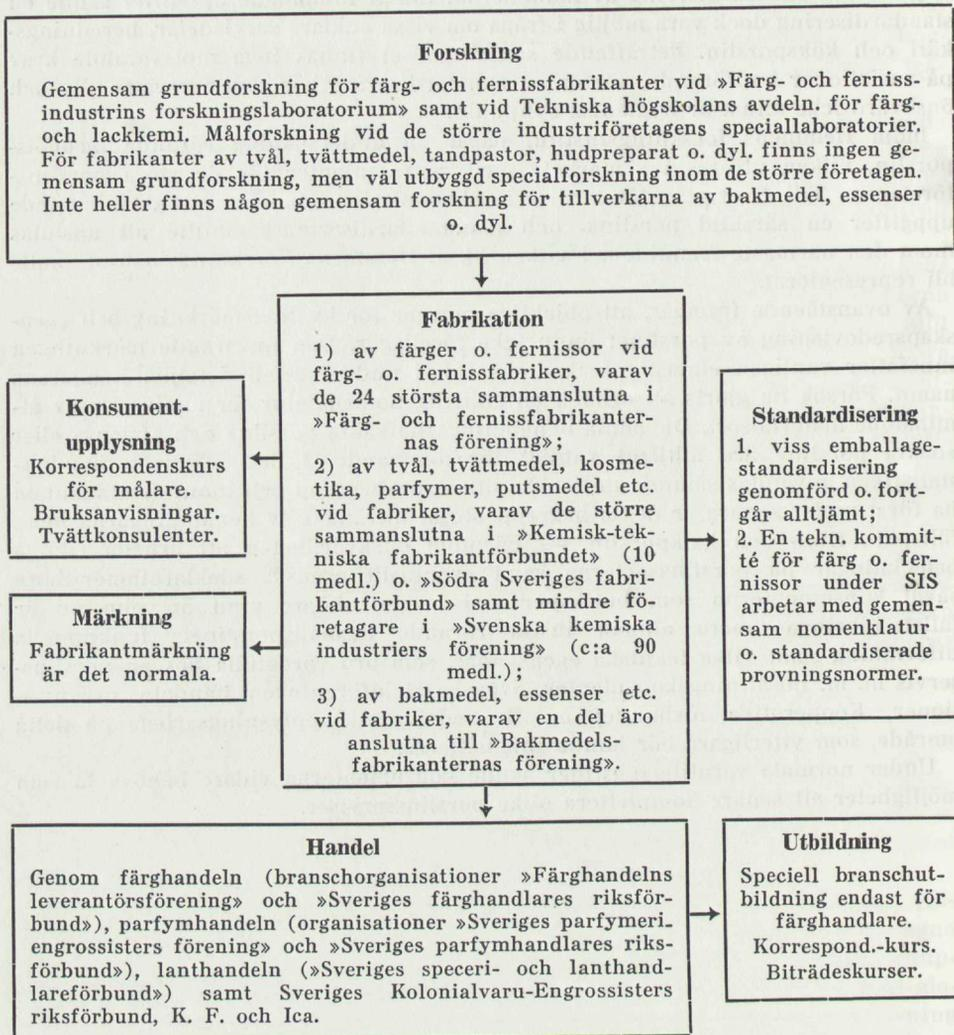 Forskning
Gemensam grundforskning för färg- och fernissfabrikanter vid »Färg- och ferniss-
industrins forskningslaboratorium» samt vid Tekniska högskolans avdeln. för färg-
och lackkemi. Målforskning vid de större industriföretagens speciallaboratorier.
För fabrikanter av tvål, tvättmedel, tandpastor, hudpreparat o. dyl. finns ingen ge-
mensam grundforskning, men väl utbyggd specialforskning inom de större företagen.
Inte heller finns någon gemensam forskning för tillverkarna av bakmedel, essenser
o. dyl.
Fabrikation
1) av färger o. fernissor vid
färg- o. fernissfabriker, varav
de 24 största sammanslutna i
»Färg- och fernissfabrikanter-
nas förening»;
2) av tvål, tvättmedel, kosme-
tika, parfymer, putsmedel etc.
vid fabriker, varav de större
sammanslutna i »Kemisk-tek-
niska fabrikantförbundet» (10
medl.) o. »Södra Sveriges fabri-
kantförbund» samt mindre fö-
retagare i »Svenska kemiska
industriers förening» (c:a 90
medl.);
3) av bakmedel, essenser etc.
vid fabriker, varav en del äro
anslutna till »Bakmedels-
fabrikanternas förening».
Konsument-
upplysning
Korrespondenskurs
för målare.
Bruksanvisningar.
Tvättkonsulenter.
Märkning
Fabrikantmärkning
är det normala.
Standardisering
1. viss emballage-
standardisering
genomförd o. fort-
går alltjämt;
2. En tekn. kommit-
té för färg o. fer-
nissor under SIS
arbetar med gemen-
sam nomenklatur
o. standardiserade
provningsnormer.
Handel
Genom färghandeln (branschorganisationer »Färghandelns
leverantörsförening» och »Sveriges färghandlares riksför-
bund»), parfymhandeln (organisationer »Sveriges parfymeri-
engrossisters förening» och »Sveriges parfymhandlares riks-
förbund»), lanthandeln (»Sveriges speceri- och lanthand-
lareförbund») samt Sveriges Kolonialvaru-Engrossisters
riksförbund, K. F. och Ica.
Utbildning
Speciell branschut-
bildning endast för
färghandlare.
Korrespond.-kurs.
Biträdeskurser.